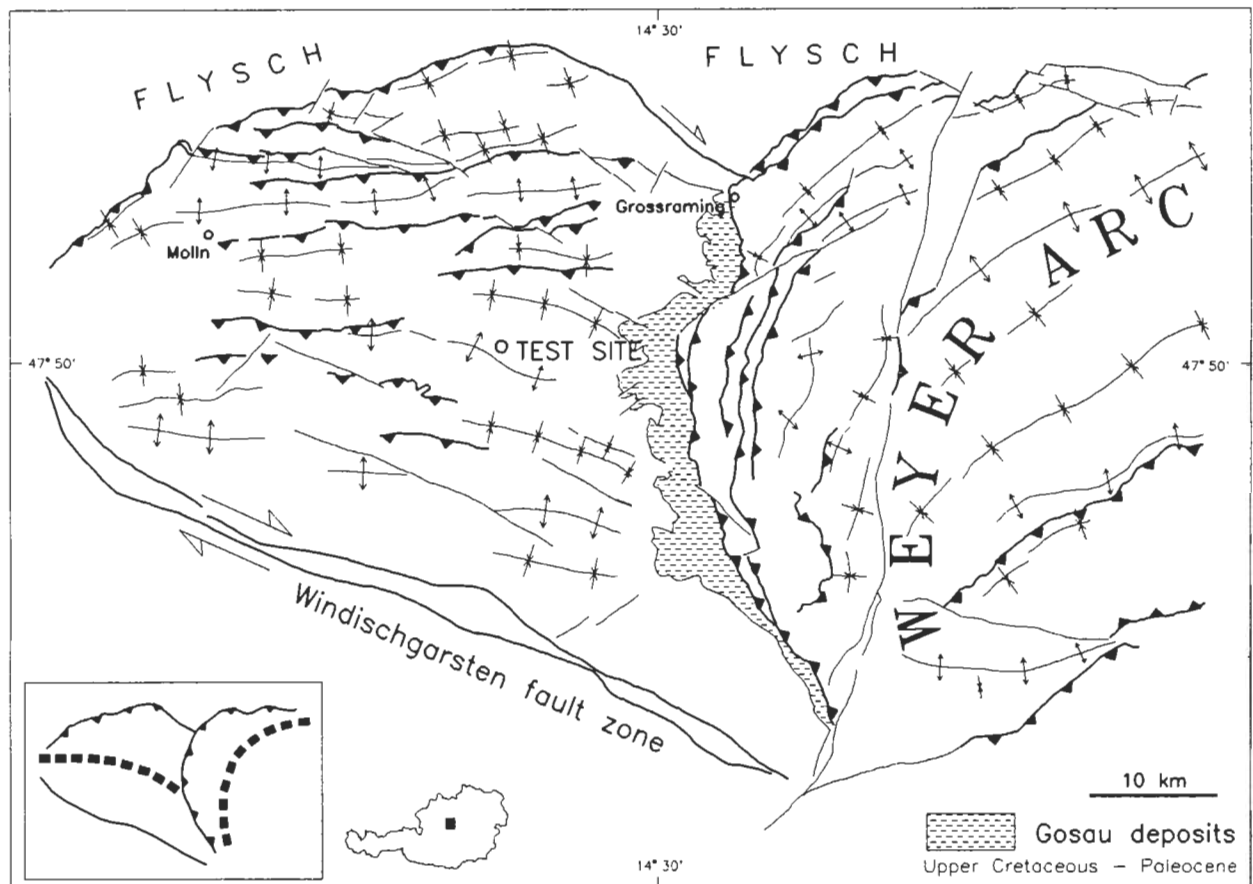 14° 30'
FLYSCH
FLYSCH
Grossraming
Molln
WEYER ARC
TEST SITE
47° 50'
47° 50'
Windischgarsten fault zone
10 km
Gosau deposits
Upper Cretaceous – Paleocene
14° 30'